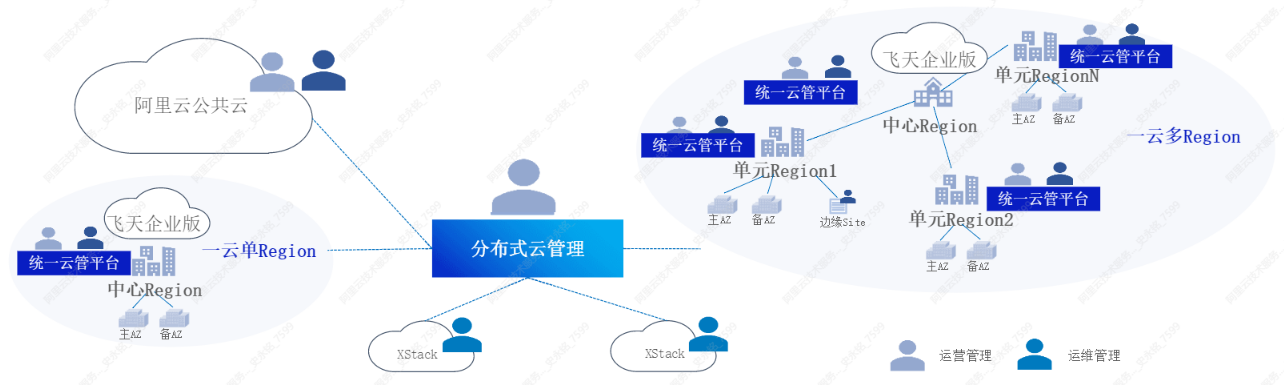 阿里云公共云
飞天企业版
统一云管平台
一云单Region
中心Region
主AZ
备AZ
分布式云管理
XStack
XStack
飞天企业版
统一云管平台
中心Region
单元RegionN
统一云管平台
主AZ
备AZ
一云多Region
统一云管平台
单元Region1
主AZ
备AZ
边缘Site
统一云管平台
单元Region2
主AZ
备AZ
运营管理
运维管理